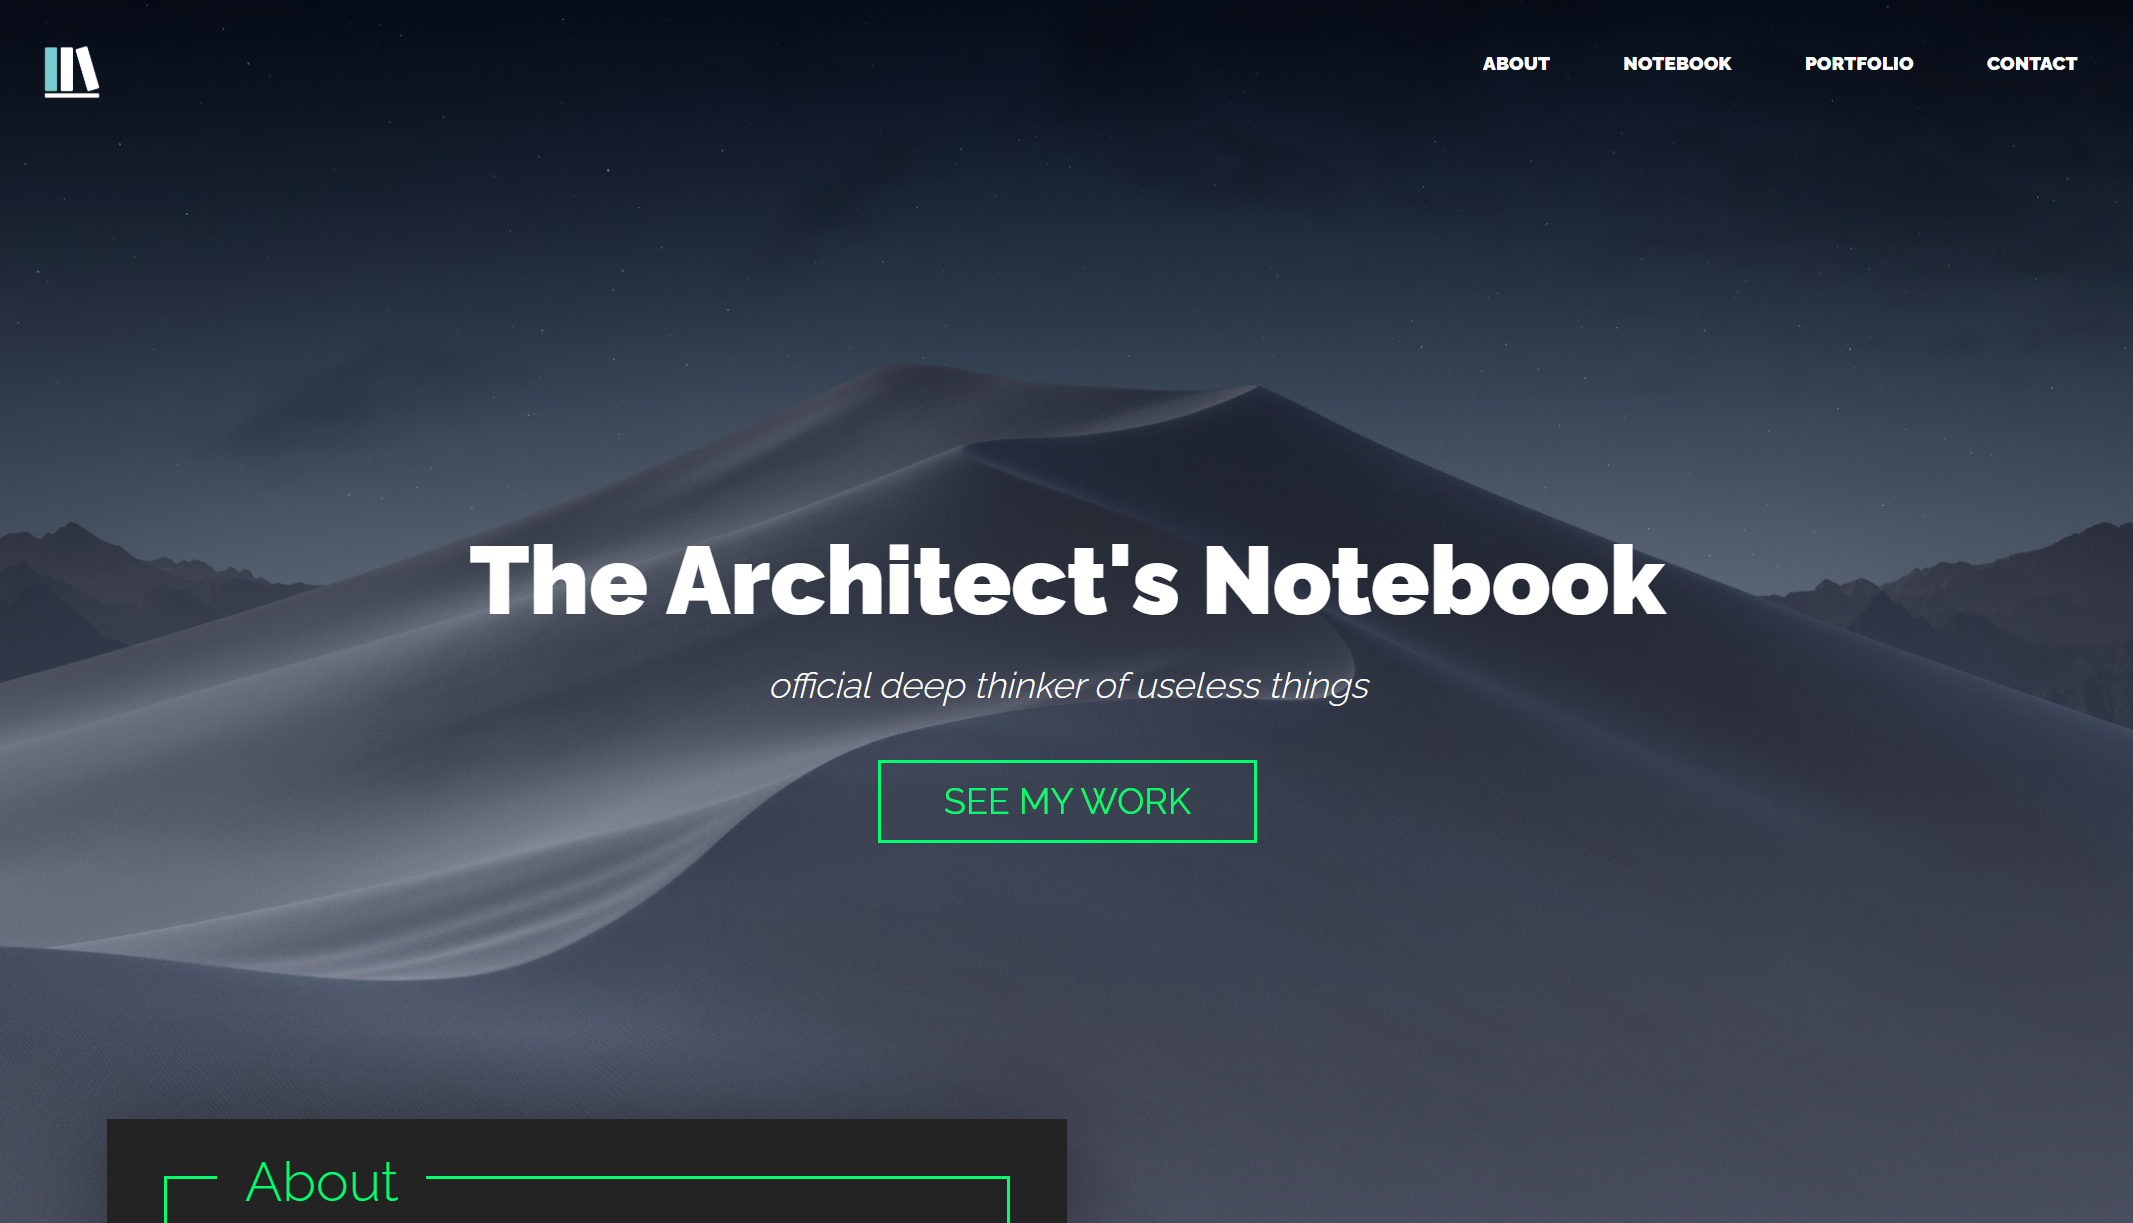 ABOUT NOTEBOOK PORTFOLIO CONTACT
The Architect's Notebook
official deep thinker of useless things
SEE MY WORK
About